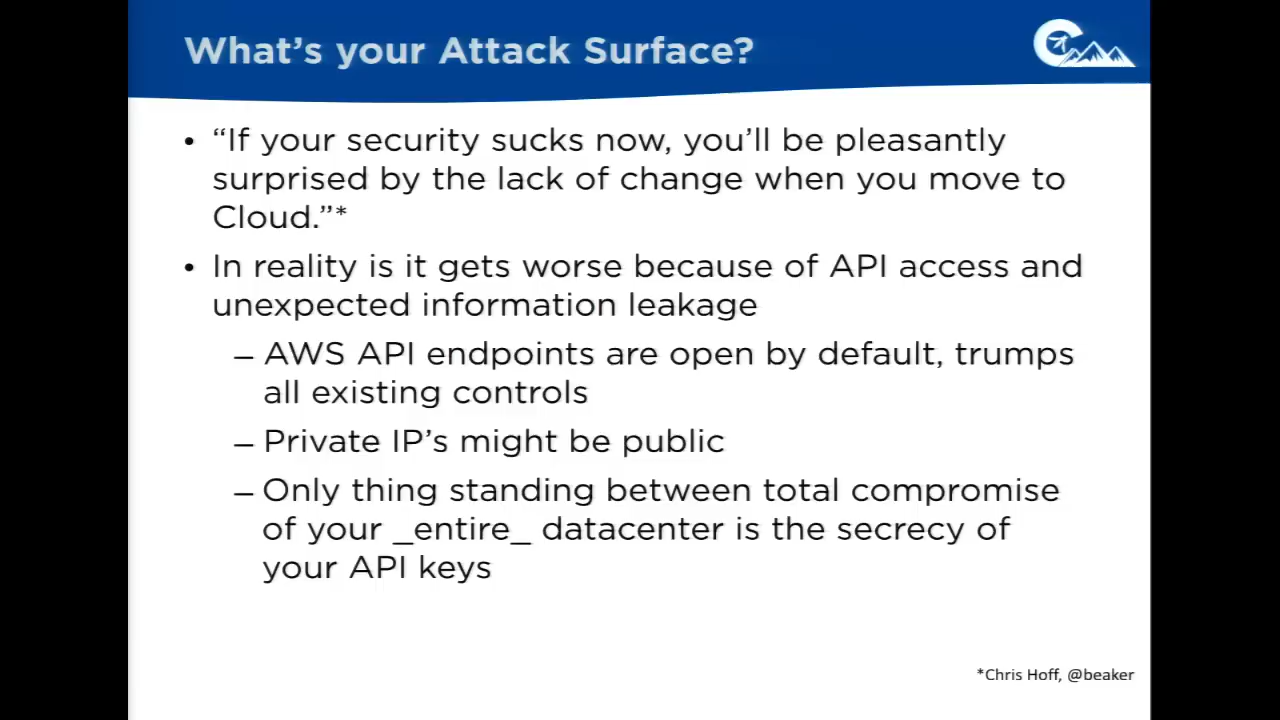 What's your Attack Surface?
• “If your security sucks now, you'll be pleasantly
surprised by the lack of change when you move to
Cloud.”*
• In reality is it gets worse because of API access and
unexpected information leakage
– AWS API endpoints are open by default, trumps
all existing controls
– Private IP's might be public
– Only thing standing between total compromise
of your _entire_ datacenter is the secrecy of
your API keys
*Chris Hoff, @beaker